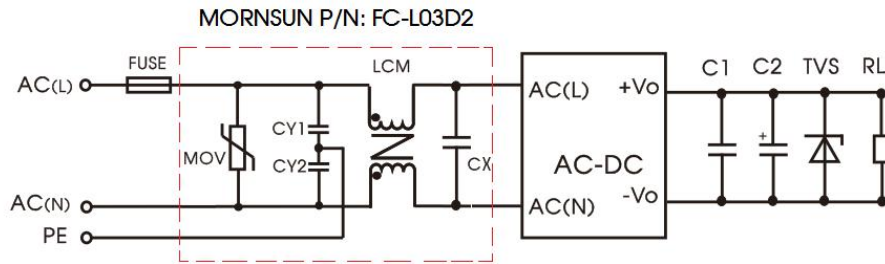 MORNSUN P/N: FC-L03D2
FUSE
LCM
C1 C2 TVS RL
AC(L)
AC(L) +Vo
CY1
MOV
CY2
CX
+
AC-DC
AC(N)
AC(N) -Vo
PE